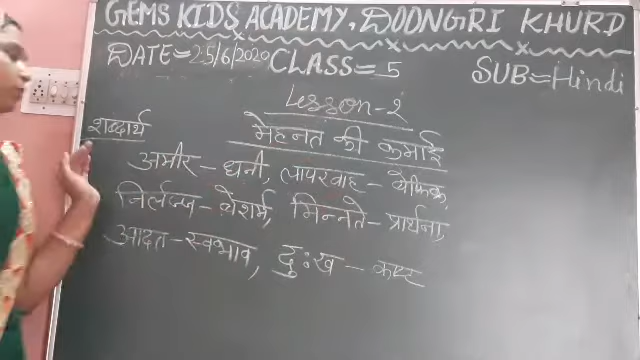 GEMS KIDS ACADEMY, DOONGRI KHURD
DATE=25/6/2020 CLASS=5 SUB=Hindi
Lesson-2
मेहनत की कमाई
शब्दार्थ
अमीर – धनी, लापरवाह – बेफिक्र,
निर्लज्ज – बेशर्म, मिन्नते – प्रार्थना,
आदत – स्वभाव, दुःख – कष्ट